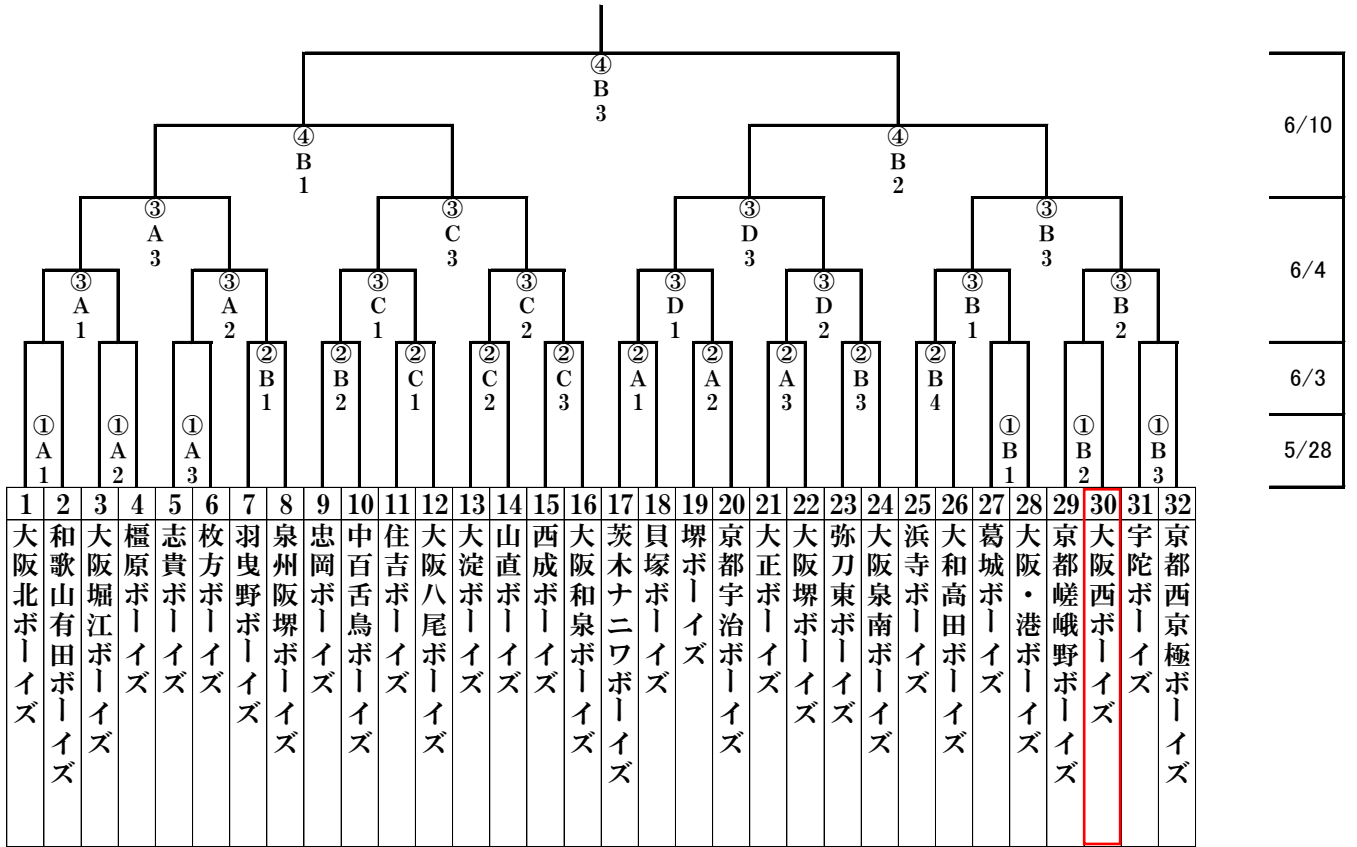 ④
B
3
6/10
④
B
1
④
B
2
③
A
3
③
C
3
③
D
3
③
B
3
6/4
③
A
1
③
A
2
③
C
1
③
C
2
③
D
1
③
D
2
③
B
1
③
B
2
②
B
1
②
B
2
②
C
1
②
C
2
②
C
3
②
A
1
②
A
2
②
A
3
②
B
3
②
B
4
6/3
①
A
1
①
A
2
①
A
3
①
B
1
①
B
2
①
B
3
5/28
1 2 3 4 5 6 7 8 9 10 11 12 13 14 15 16 17 18 19 20 21 22 23 24 25 26 27 28 29 30 31 32
大阪北ボーイズ
和歌山有田ボーイズ
大阪堀江ボーイズ
橿原ボーイズ
志貴ボーイズ
枚方ボーイズ
羽曳野ボーイズ
泉州阪堺ボーイズ
忠岡ボーイズ
中百舌鳥ボーイズ
住吉ボーイズ
大阪八尾ボーイズ
大淀ボーイズ
山直ボーイズ
西成ボーイズ
大阪和泉ボーイズ
茨木ナニワボーイズ
貝塚ボーイズ
堺ボーイズ
京都宇治ボーイズ
大正ボーイズ
大阪堺ボーイズ
弥刀東ボーイズ
大阪泉南ボーイズ
浜寺ボーイズ
大和高田ボーイズ
葛城ボーイズ
大阪・港ボーイズ
京都嵯峨野ボーイズ
大阪西ボーイズ
宇陀ボーイズ
京都西京極ボーイズ